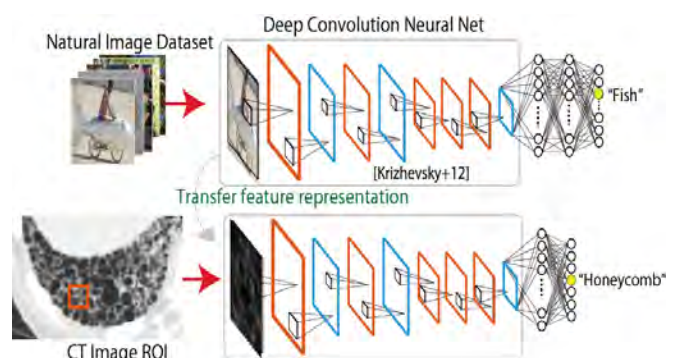 Deep Convolution Neural Net
Natural Image Dataset
"Fish"
[Krizhevsky+12]
Transfer feature representation
"Honeycomb"
CT Image ROI